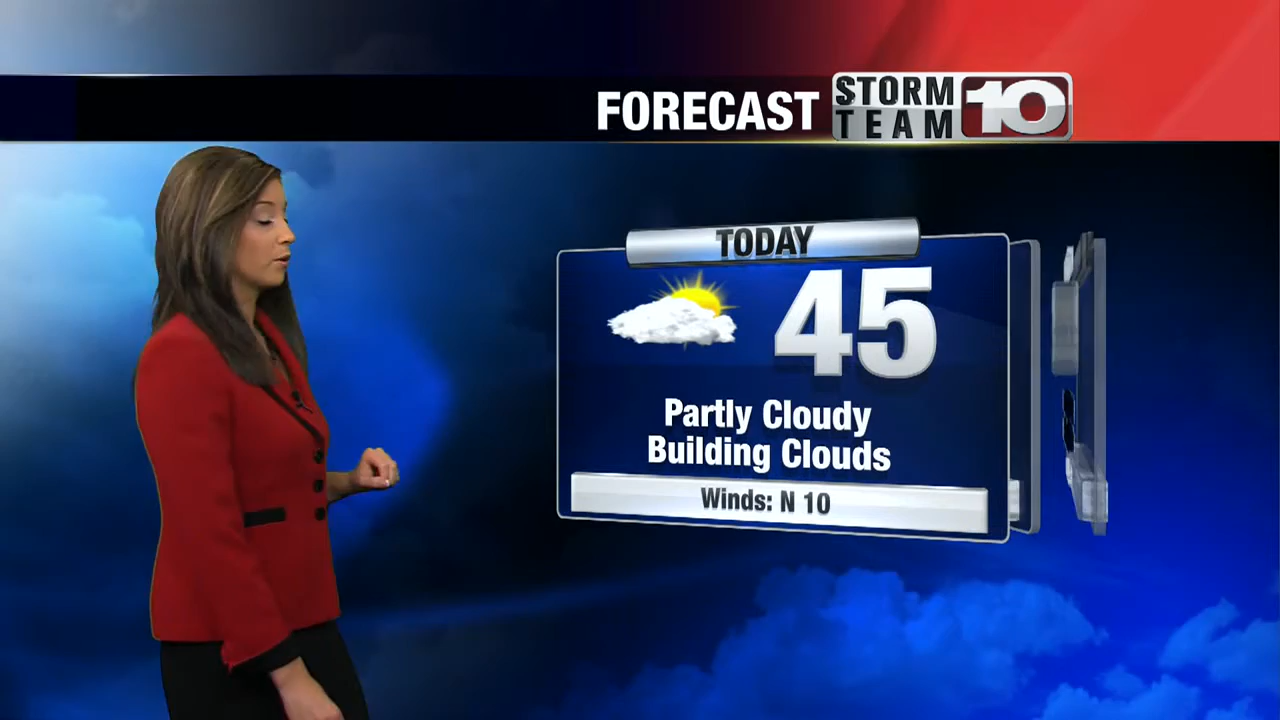 FORECAST
STORM
TEAM
10
TODAY
45
Partly Cloudy
Building Clouds
Winds: N 10